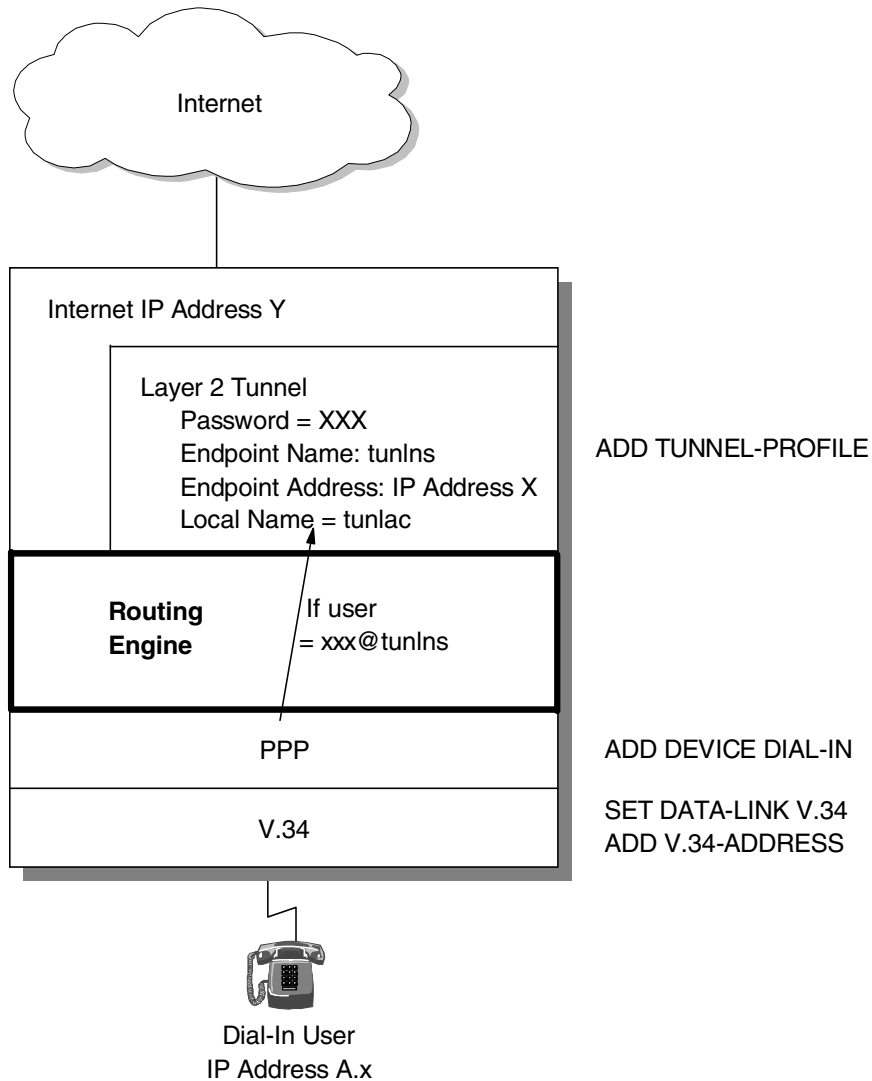 Internet
Internet IP Address Y
Layer 2 Tunnel
Password = XXX
Endpoint Name: tunlns
Endpoint Address: IP Address X
Local Name = tunlac
ADD TUNNEL-PROFILE
Routing
Engine
If user
= xxx@tunlns
PPP
ADD DEVICE DIAL-IN
V.34
SET DATA-LINK V.34
ADD V.34-ADDRESS
Dial-In User
IP Address A.x